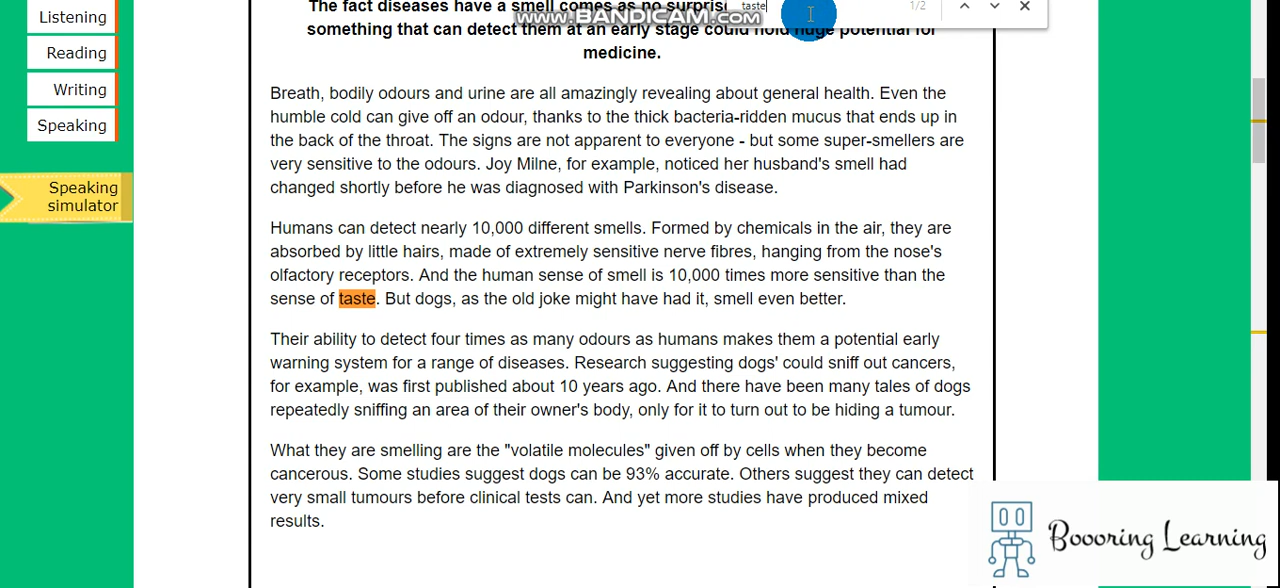 Listening
Reading
Writing
Speaking
Speaking
simulator
taste
1/2
www.BANDICAM.com
The fact diseases have a smell comes as no surpris
something that can detect them at an early stage could hold huge potential for
medicine.
Breath, bodily odours and urine are all amazingly revealing about general health. Even the
humble cold can give off an odour, thanks to the thick bacteria-ridden mucus that ends up in
the back of the throat. The signs are not apparent to everyone - but some super-smellers are
very sensitive to the odours. Joy Milne, for example, noticed her husband's smell had
changed shortly before he was diagnosed with Parkinson's disease.
Humans can detect nearly 10,000 different smells. Formed by chemicals in the air, they are
absorbed by little hairs, made of extremely sensitive nerve fibres, hanging from the nose's
olfactory receptors. And the human sense of smell is 10,000 times more sensitive than the
sense of taste. But dogs, as the old joke might have had it, smell even better.
Their ability to detect four times as many odours as humans makes them a potential early
warning system for a range of diseases. Research suggesting dogs' could sniff out cancers,
for example, was first published about 10 years ago. And there have been many tales of dogs
repeatedly sniffing an area of their owner's body, only for it to turn out to be hiding a tumour.
What they are smelling are the "volatile molecules" given off by cells when they become
cancerous. Some studies suggest dogs can be 93% accurate. Others suggest they can detect
very small tumours before clinical tests can. And yet more studies have produced mixed
results.
Boooring Learning